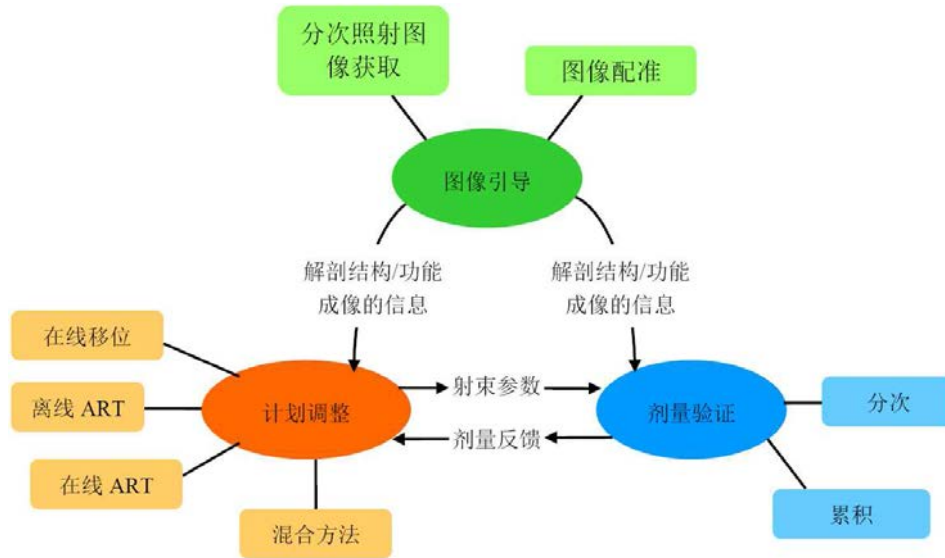 分次照射图
像获取
图像配准
图像引导
解剖结构/功能
成像的信息
解剖结构/功能
成像的信息
在线移位
离线 ART
在线 ART
混合方法
计划调整
射束参数
剂量反馈
剂量验证
分次
累积